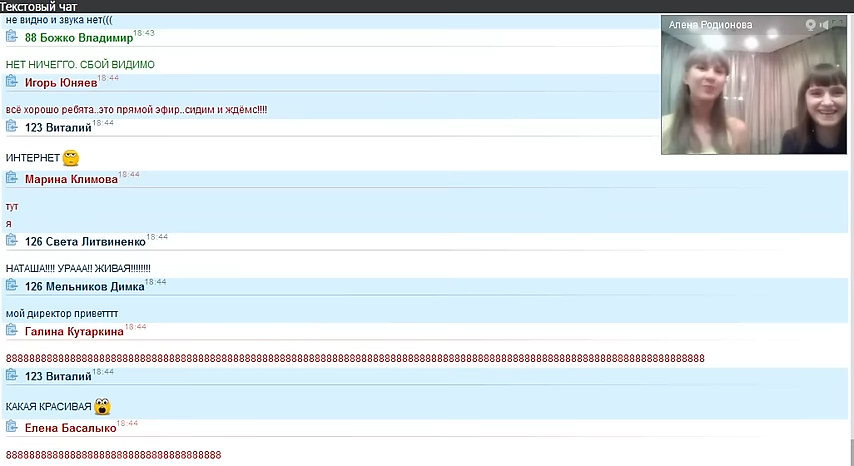 Текстовый чат
не видно и звука нет(((
88 Божко Владимир 18:43
НЕТ НИЧЕГГО. СБОЙ ВИДИМО
Игорь Юняев 18:44
всё хорошо ребята..это прямой эфир..сидим и ждёмс!!!!
123 Виталий 18:44
ИНТЕРНЕТ
Марина Климова 18:44
тут
я
126 Света Литвиненко 18:44
НАТАША!!!! УРААА!! ЖИВАЯ!!!!!!!!
126 Мельников Димка 18:44
мой директор приветттт
Галина Кутаркина 18:44
123 Виталий 18:44
КАКАЯ КРАСИВАЯ
Елена Басалыко 18:44
Алена Родионова